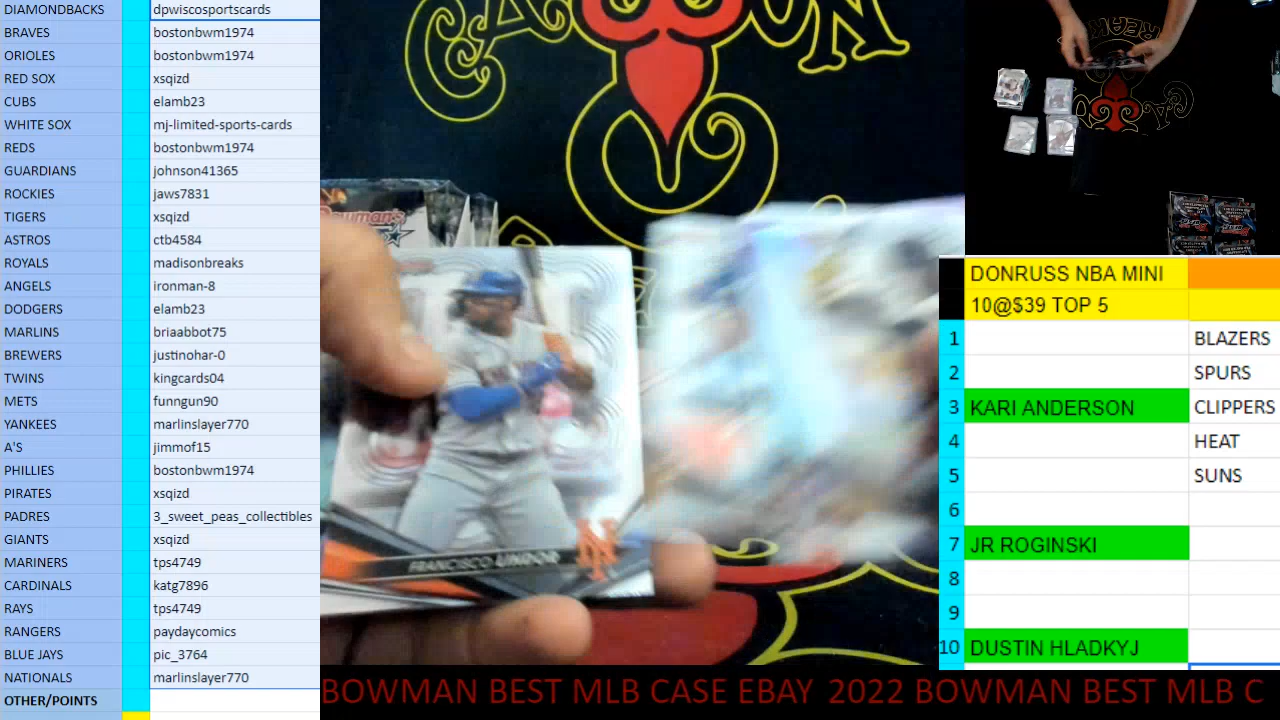 DIAMONDBACKS dpwiscosportscards
BRAVES bostonbwm1974
ORIOLES bostonbwm1974
RED SOX xsqizd
CUBS elamb23
WHITE SOX mj-limited-sports-cards
REDS bostonbwm1974
GUARDIANS johnson41365
ROCKIES jaws7831
TIGERS xsqizd
ASTROS ctb4584
ROYALS madisonbreaks
ANGELS ironman-8
DODGERS elamb23
MARLINS briaabbot75
BREWERS justinohar-0
TWINS kingcards04
METS funngun90
YANKEES marlinslayer770
A'S jimmof15
PHILLIES bostonbwm1974
PIRATES xsqizd
PADRES 3_sweet_peas_collectibles
GIANTS xsqizd
MARINERS tps4749
CARDINALS katg7896
RAYS tps4749
RANGERS paydaycomics
BLUE JAYS pic_3764
NATIONALS marlinslayer770
OTHER/POINTS
Bowman's
FRANCISCO LINDOR
DONRUSS NBA MINI
10@$39 TOP 5
1 BLAZERS
2 SPURS
3 KARI ANDERSON CLIPPERS
4 HEAT
5 SUNS
6
7 JR ROGINSKI
8
9
10 DUSTIN HLADKYJ
BOWMAN BEST MLB CASE EBAY 2022 BOWMAN BEST MLB C